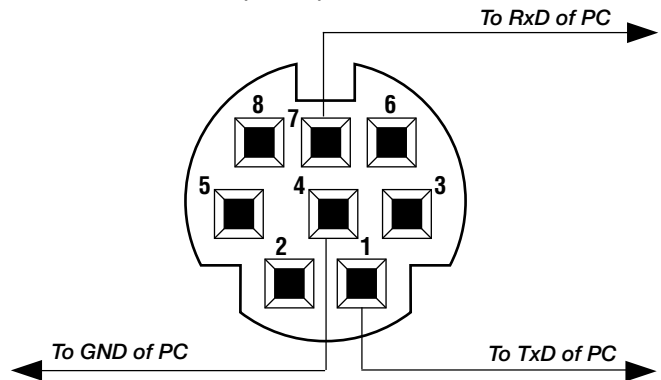 To RxD of PC
8 7 6
5 4 3
2 1
To GND of PC To TxD of PC